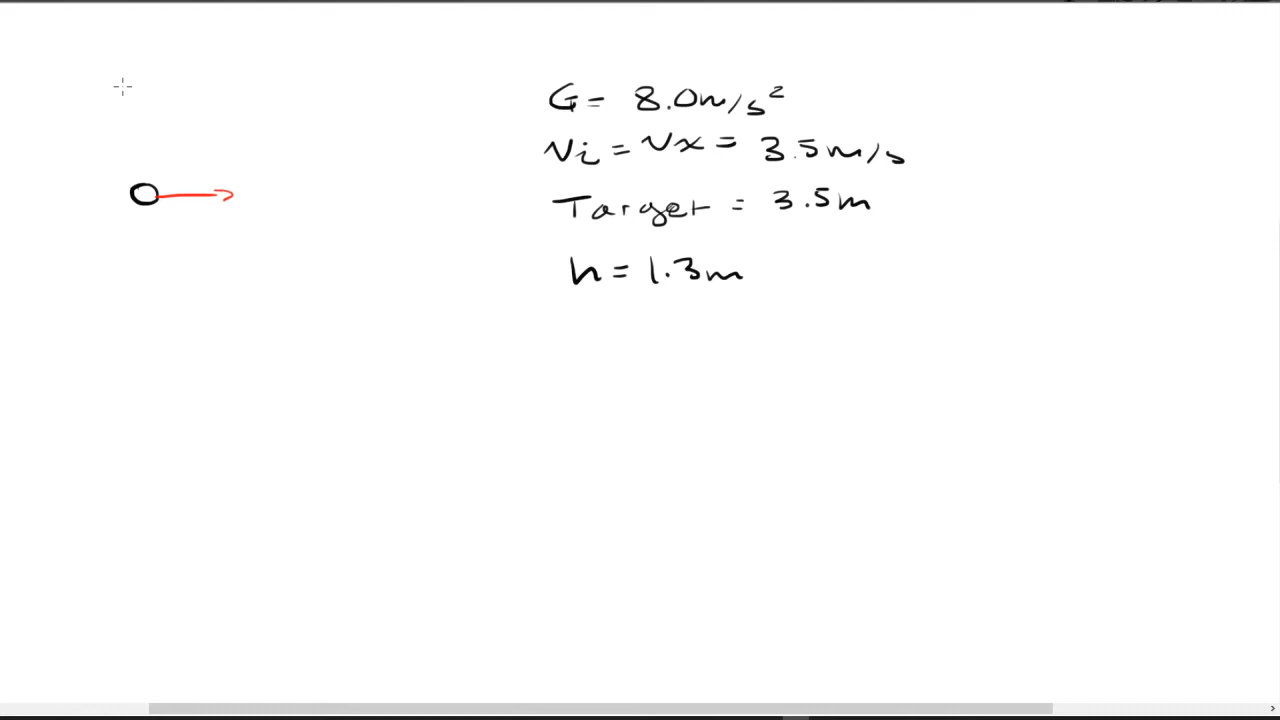 G = 8.0m/s²
Vi = Vx = 3.5m/s
Target = 3.5m
h = 1.3m